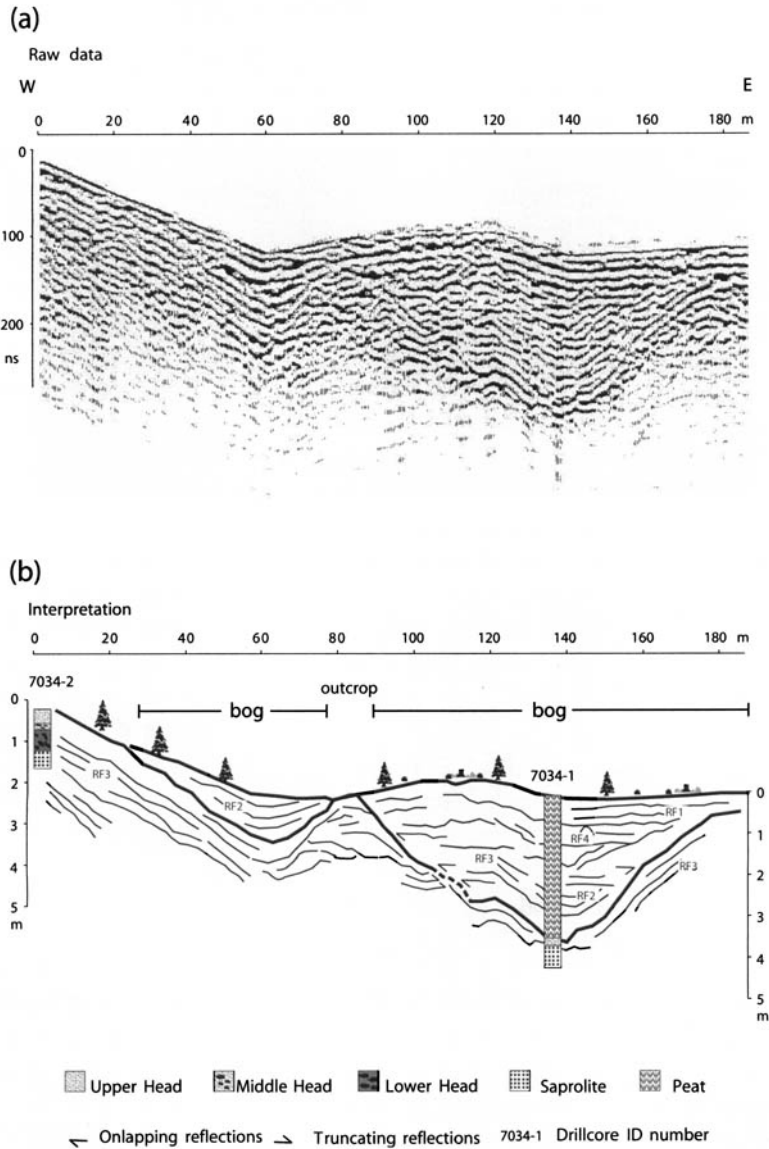 (a)
Raw data
W E
0 20 40 60 80 100 120 140 160 180 m
0
100
200
ns
(b)
Interpretation
0 20 40 60 80 100 120 140 160 180 m
7034-2
outcrop
bog bog
0
1
2
3
4
5
m
RF3
RF2
7034-1
RF1
RF4
RF3
RF3
RF2
0
1
2
3
4
5
m
Upper Head Middle Head Lower Head Saprolite Peat
Onlapping reflections Truncating reflections 7034-1 Drillcore ID number